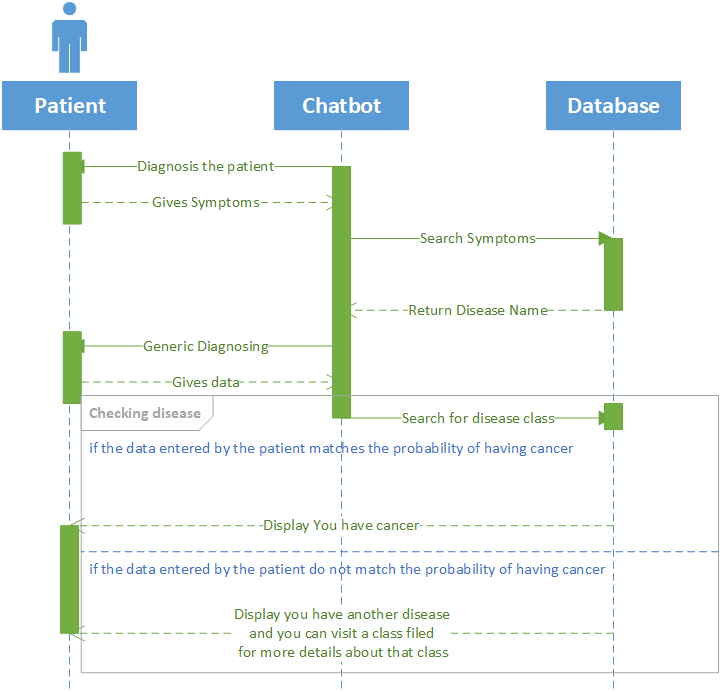 Patient
Chatbot
Database
Diagnosis the patient
Gives Symptoms
Search Symptoms
Return Disease Name
Generic Diagnosing
Gives data
Checking disease
Search for disease class
if the data entered by the patient matches the probability of having cancer
Display You have cancer
if the data entered by the patient do not match the probability of having cancer
Display you have another disease
and you can visit a class filed
for more details about that class